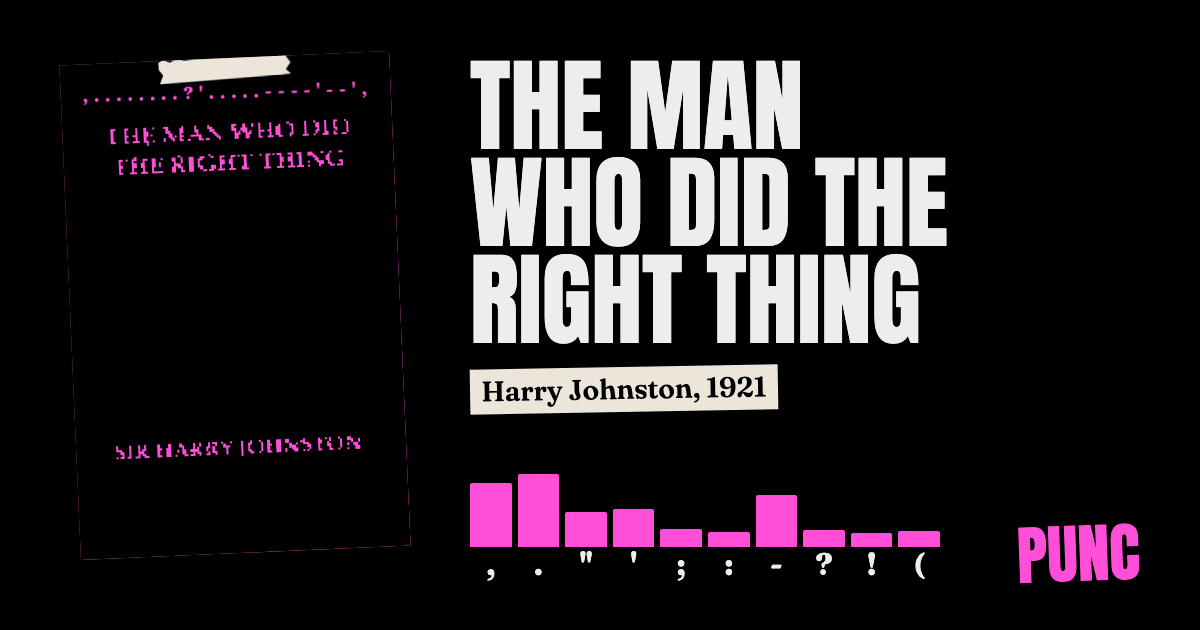 ,........?'.....----'--',
THE MAN WHO DID
THE RIGHT THING
SIR HARRY JOHNSTON
THE MAN
WHO DID THE
RIGHT THING
Harry Johnston, 1921
, . " ' ; : - ? ! (
PUNC